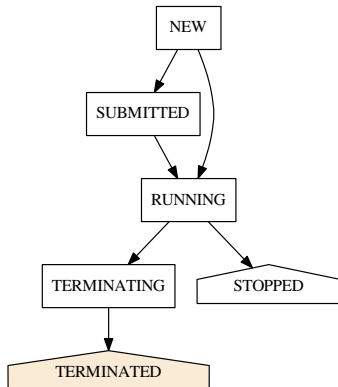 NEW
SUBMITTED
RUNNING
TERMINATING
STOPPED
TERMINATED